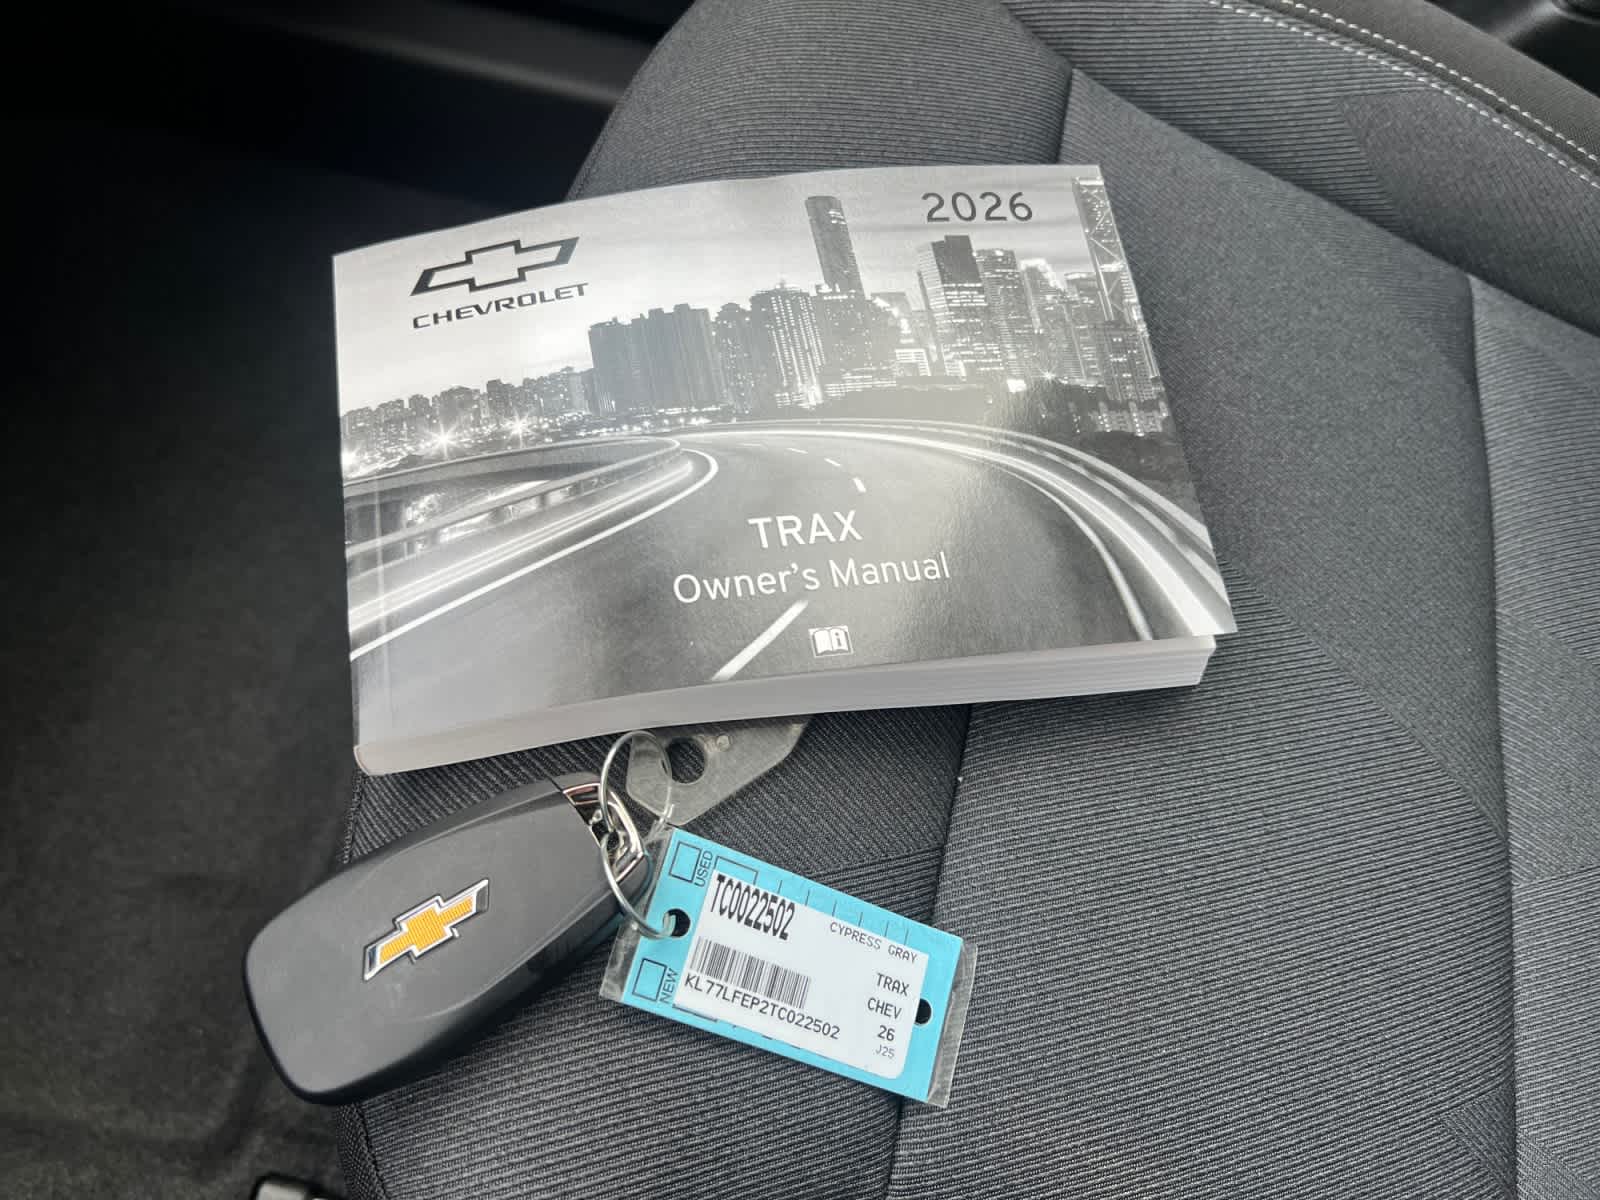 2026
CHEVROLET
TRAX
Owner's Manual
USED
NEW
TC0022502
CYPRESS GRAY
KL77LFEP2TC022502
TRAX
CHEV
26
J25